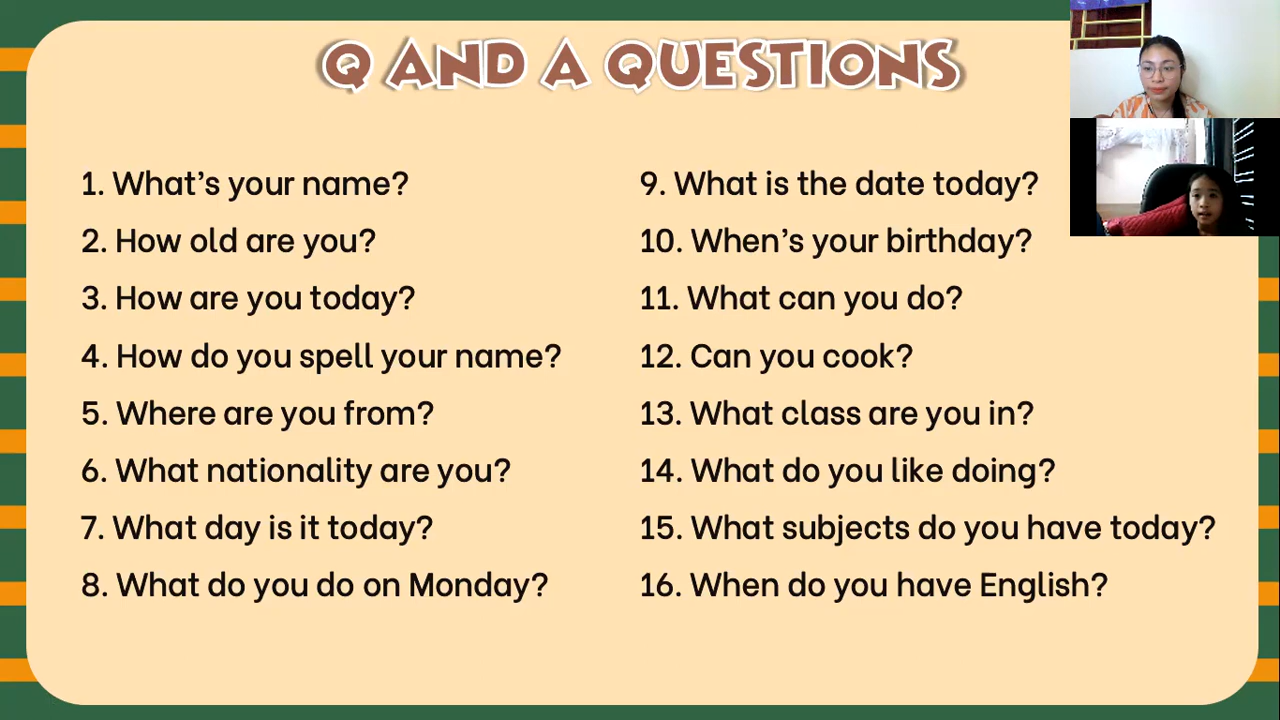 Q AND A QUESTIONS
1. What's your name?
2. How old are you?
3. How are you today?
4. How do you spell your name?
5. Where are you from?
6. What nationality are you?
7. What day is it today?
8. What do you do on Monday?
9. What is the date today?
10. When's your birthday?
11. What can you do?
12. Can you cook?
13. What class are you in?
14. What do you like doing?
15. What subjects do you have today?
16. When do you have English?